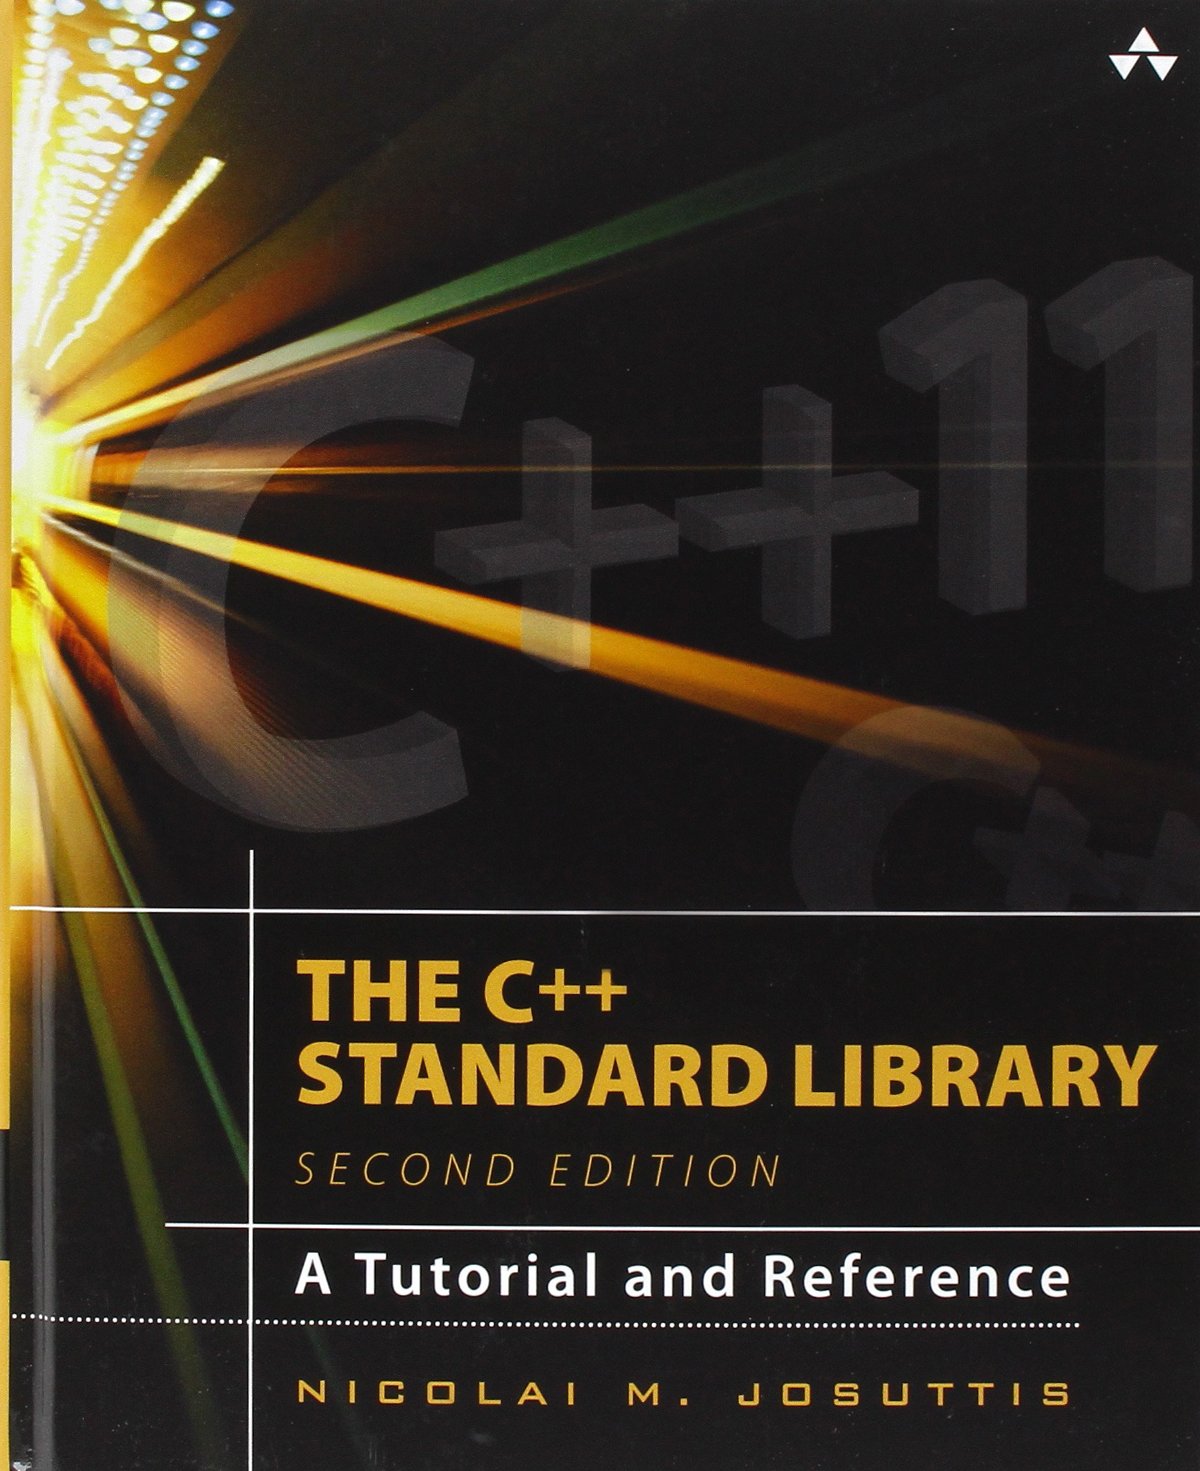 C++11
C++
THE C++
STANDARD LIBRARY
SECOND EDITION
A Tutorial and Reference
NICOLAI M. JOSUTTIS